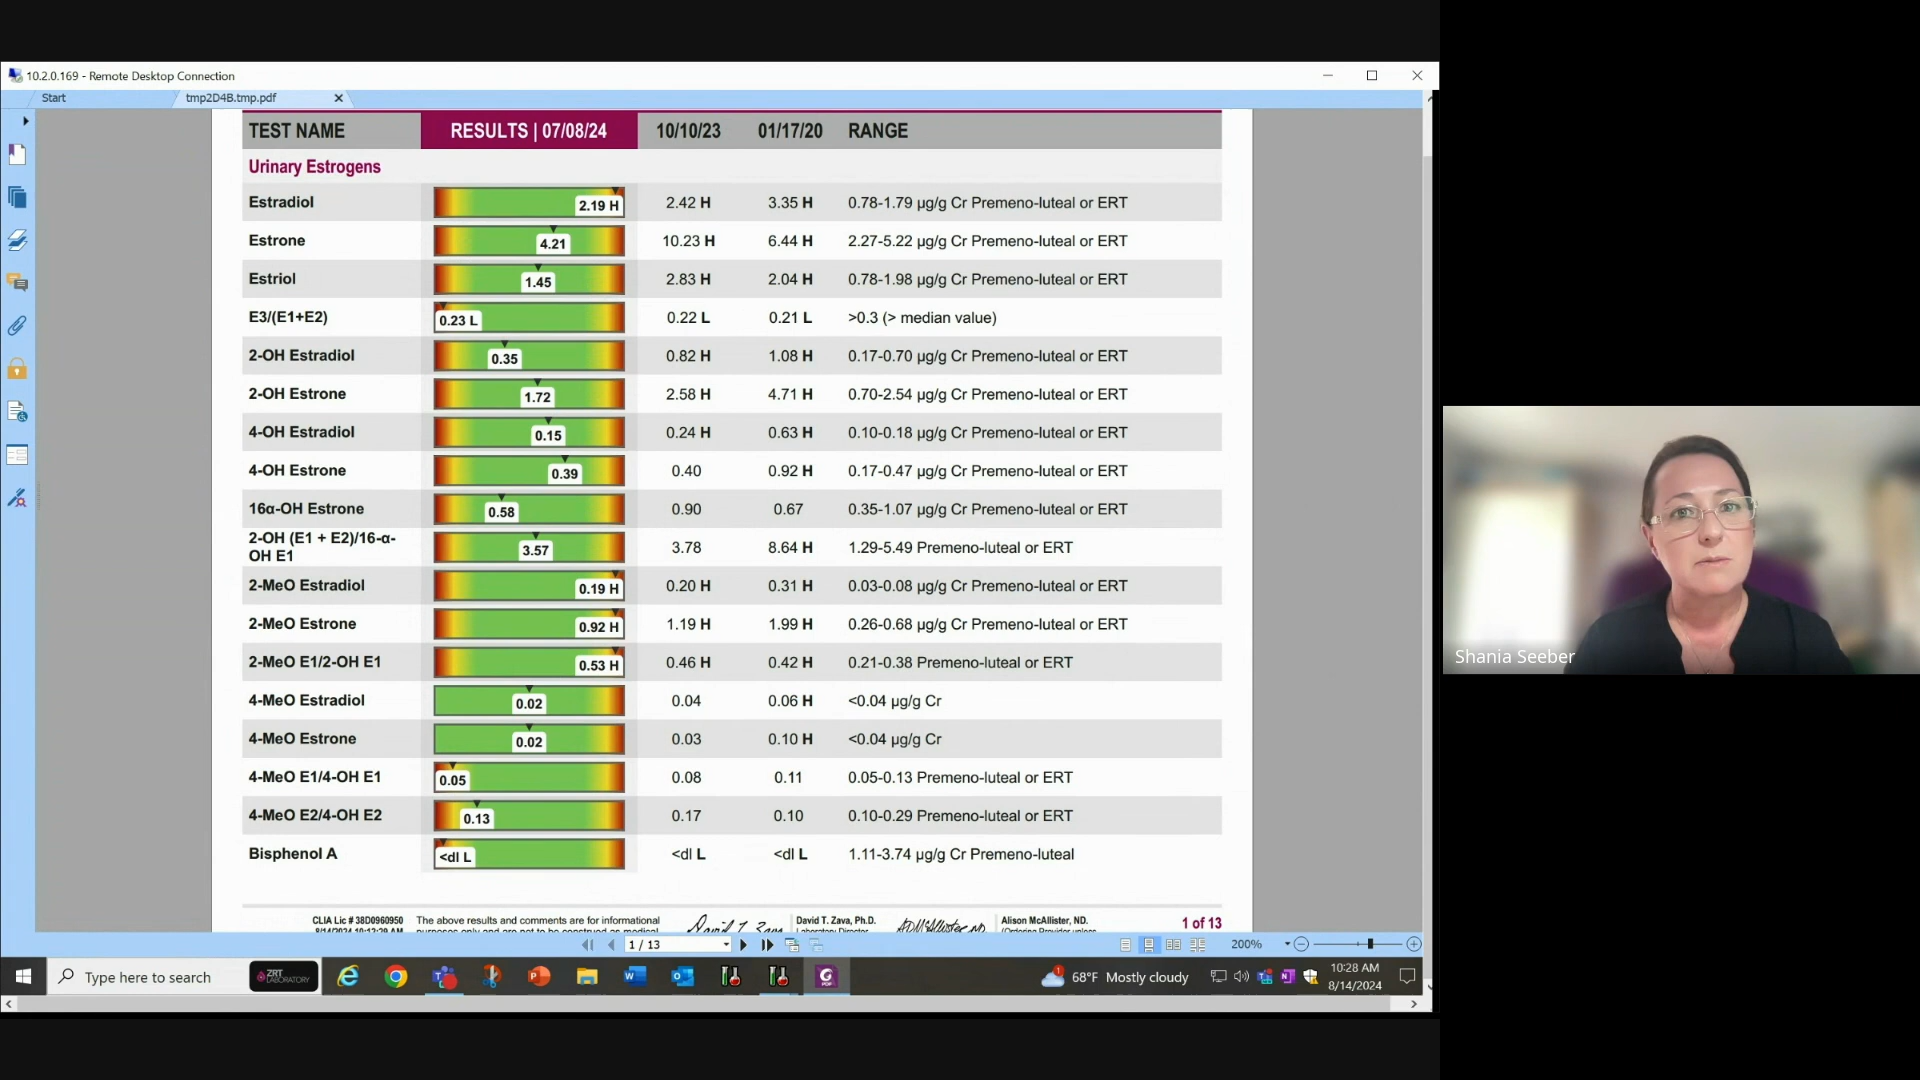 10.2.0.169 - Remote Desktop Connection
Start
tmp2D4B.tmp.pdf
TEST NAME RESULTS | 07/08/24 10/10/23 01/17/20 RANGE
Urinary Estrogens
Estradiol 2.19 H 2.42 H 3.35 H 0.78-1.79 µg/g Cr Premeno-luteal or ERT
Estrone 4.21 10.23 H 6.44 H 2.27-5.22 µg/g Cr Premeno-luteal or ERT
Estriol 1.45 2.83 H 2.04 H 0.78-1.98 µg/g Cr Premeno-luteal or ERT
E3/(E1+E2) 0.23 L 0.22 L 0.21 L >0.3 (> median value)
2-OH Estradiol 0.35 0.82 H 1.08 H 0.17-0.70 µg/g Cr Premeno-luteal or ERT
2-OH Estrone 1.72 2.58 H 4.71 H 0.70-2.54 µg/g Cr Premeno-luteal or ERT
4-OH Estradiol 0.15 0.24 H 0.63 H 0.10-0.18 µg/g Cr Premeno-luteal or ERT
4-OH Estrone 0.39 0.40 0.92 H 0.17-0.47 µg/g Cr Premeno-luteal or ERT
16α-OH Estrone 0.58 0.90 0.67 0.35-1.07 µg/g Cr Premeno-luteal or ERT
2-OH (E1 + E2)/16-α-
OH E1 3.57 3.78 8.64 H 1.29-5.49 Premeno-luteal or ERT
2-MeO Estradiol 0.19 H 0.20 H 0.31 H 0.03-0.08 µg/g Cr Premeno-luteal or ERT
2-MeO Estrone 0.92 H 1.19 H 1.99 H 0.26-0.68 µg/g Cr Premeno-luteal or ERT
2-MeO E1/2-OH E1 0.53 H 0.46 H 0.42 H 0.21-0.38 Premeno-luteal or ERT
4-MeO Estradiol 0.02 0.04 0.06 H <0.04 µg/g Cr
4-MeO Estrone 0.02 0.03 0.10 H <0.04 µg/g Cr
4-MeO E1/4-OH E1 0.05 0.08 0.11 0.05-0.13 Premeno-luteal or ERT
4-MeO E2/4-OH E2 0.13 0.17 0.10 0.10-0.29 Premeno-luteal or ERT
Bisphenol A <dl L <dl L <dl L 1.11-3.74 µg/g Cr Premeno-luteal
CLIA Lic # 38D0960950 The above results and comments are for informational David T. Zava, Ph.D. Alison McAllister, ND. 1 of 13
1 / 13
200%
Type here to search
ZRT
LABORATORY
68°F Mostly cloudy
10:28 AM
8/14/2024
Shania Seeber